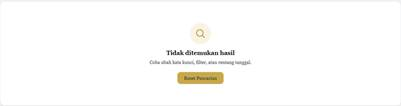 Tidak ditemukan hasil
Coba ubah kata kunci, filter, atau rentang tanggal.
Reset Pencarian